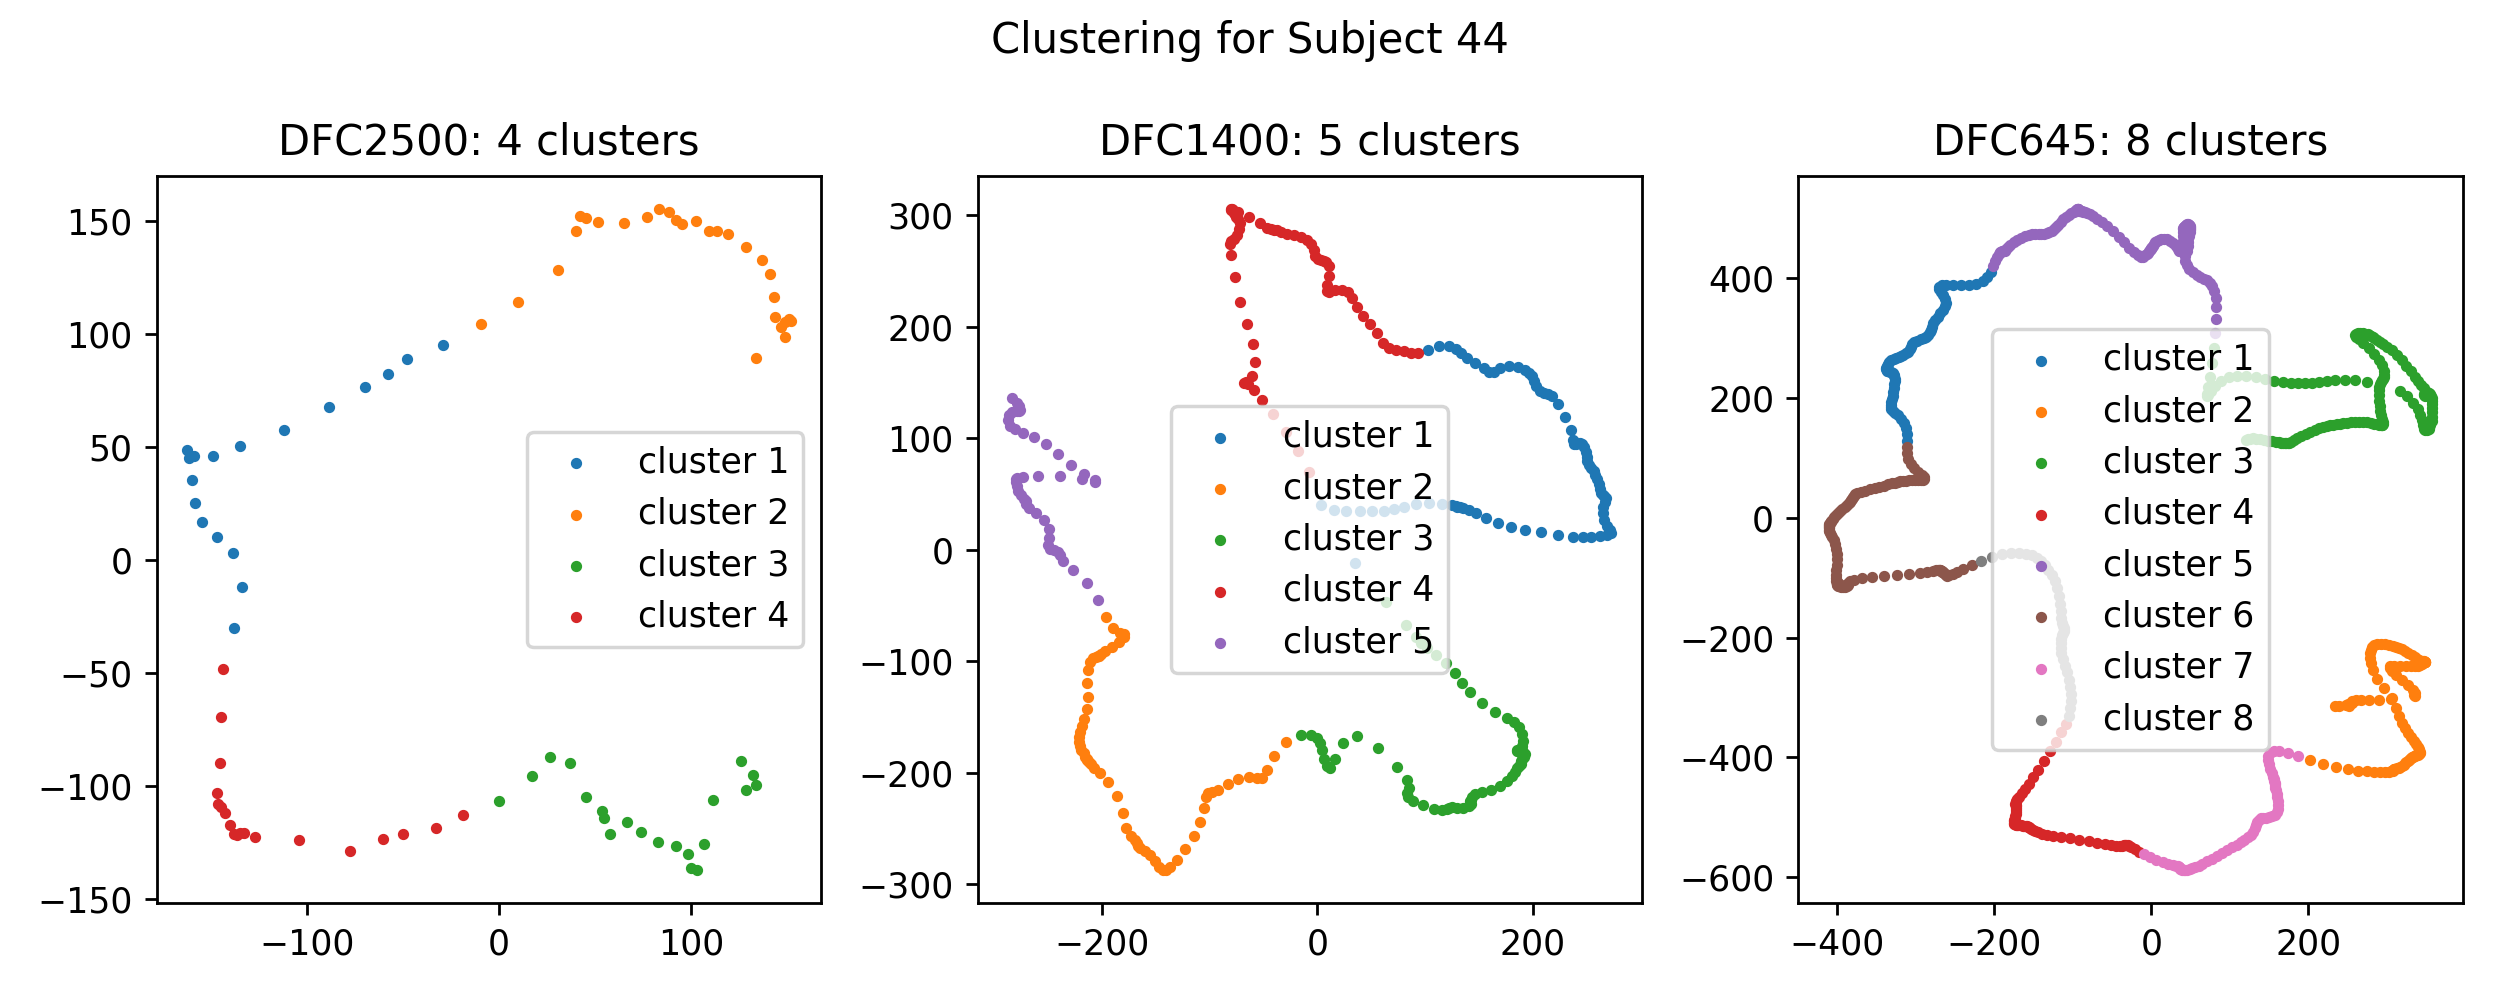 Clustering for Subject 44
DFC2500: 4 clusters
150
100
50
0
−50
−100
−150
−100
0
100
cluster 1
cluster 2
cluster 3
cluster 4
DFC1400: 5 clusters
300
200
100
0
−100
−200
−300
−200
0
200
cluster 1
cluster 2
cluster 3
cluster 4
cluster 5
DFC645: 8 clusters
400
200
0
−200
−400
−600
−400
−200
0
200
cluster 1
cluster 2
cluster 3
cluster 4
cluster 5
cluster 6
cluster 7
cluster 8